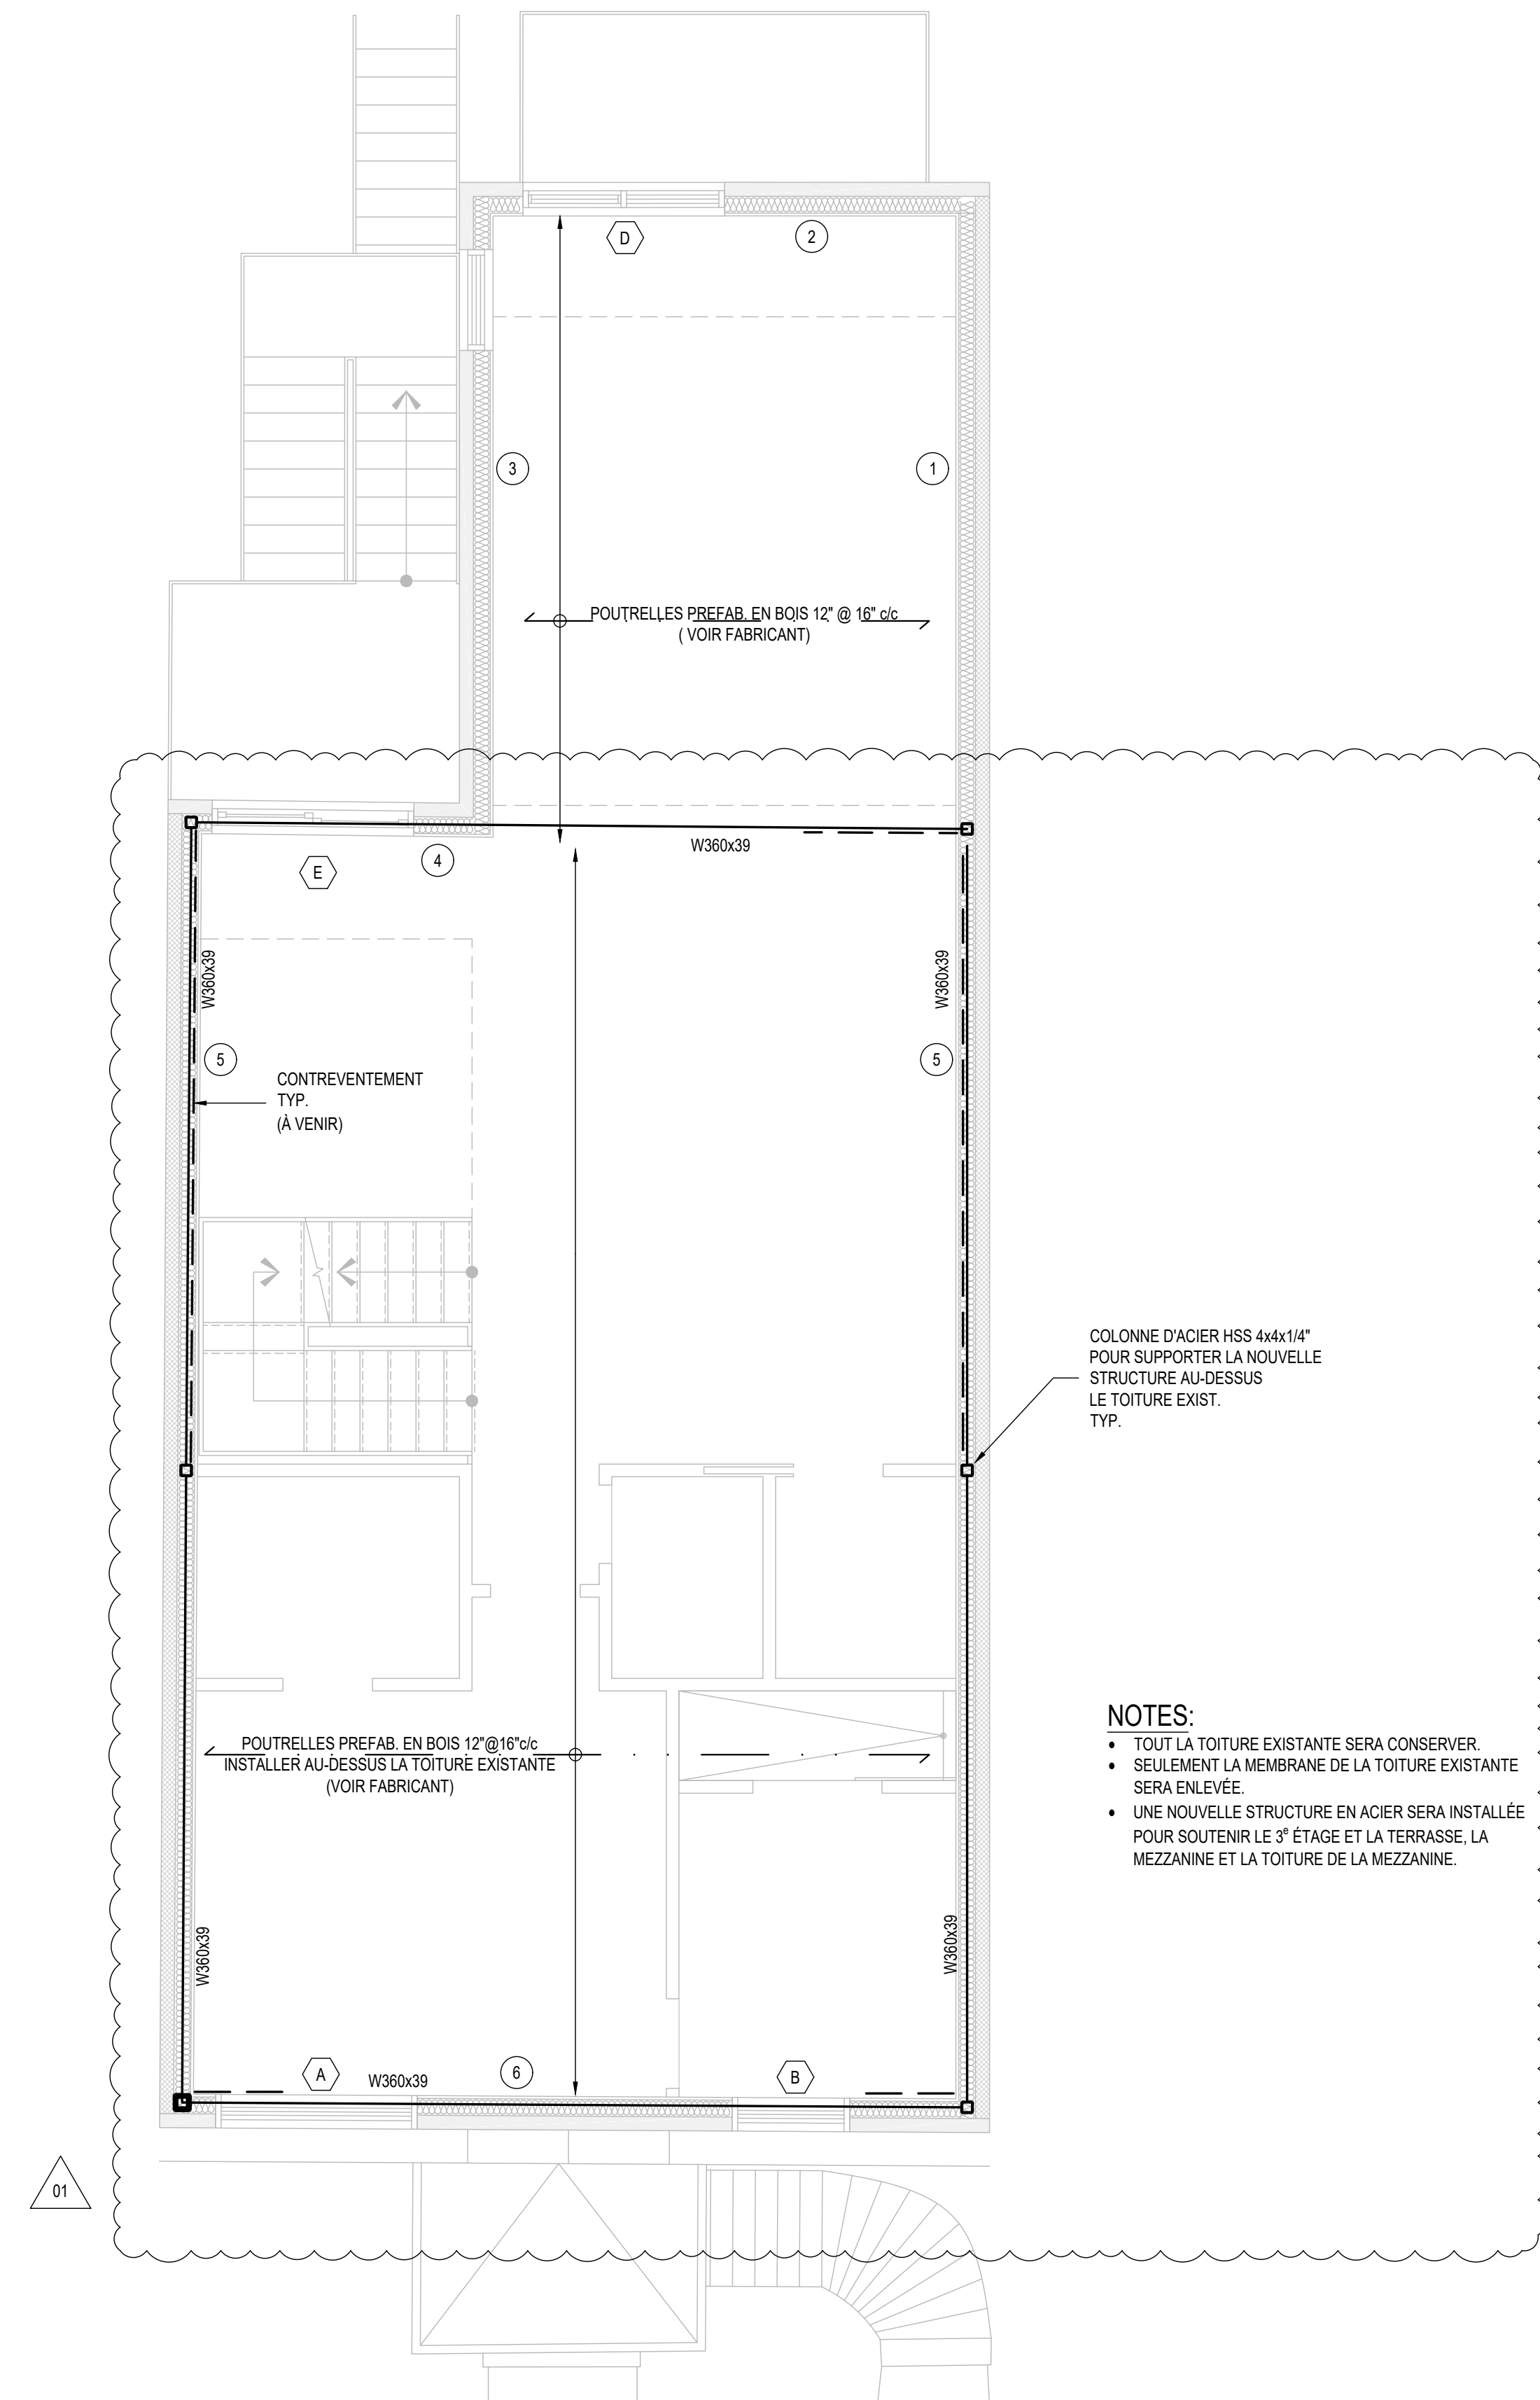 D
2
3
1
POUTRELLES PREFAB. EN BOIS 12" @ 16" c/c
( VOIR FABRICANT)
W360x39
4
E
W360x39
W360x39
5
5
CONTREVENTEMENT
TYP.
(À VENIR)
COLONNE D'ACIER HSS 4x4x1/4"
POUR SUPPORTER LA NOUVELLE
STRUCTURE AU-DESSUS
LE TOITURE EXIST.
TYP.
NOTES:
• TOUT LA TOITURE EXISTANTE SERA CONSERVER.
• SEULEMENT LA MEMBRANE DE LA TOITURE EXISTANTE
SERA ENLEVÉE.
• UNE NOUVELLE STRUCTURE EN ACIER SERA INSTALLÉE
POUR SOUTENIR LE 3e ÉTAGE ET LA TERRASSE, LA
MEZZANINE ET LA TOITURE DE LA MEZZANINE.
POUTRELLES PREFAB. EN BOIS 12"@16"c/c
INSTALLER AU-DESSUS LA TOITURE EXISTANTE
(VOIR FABRICANT)
W360x39
W360x39
A
W360x39
6
B
01